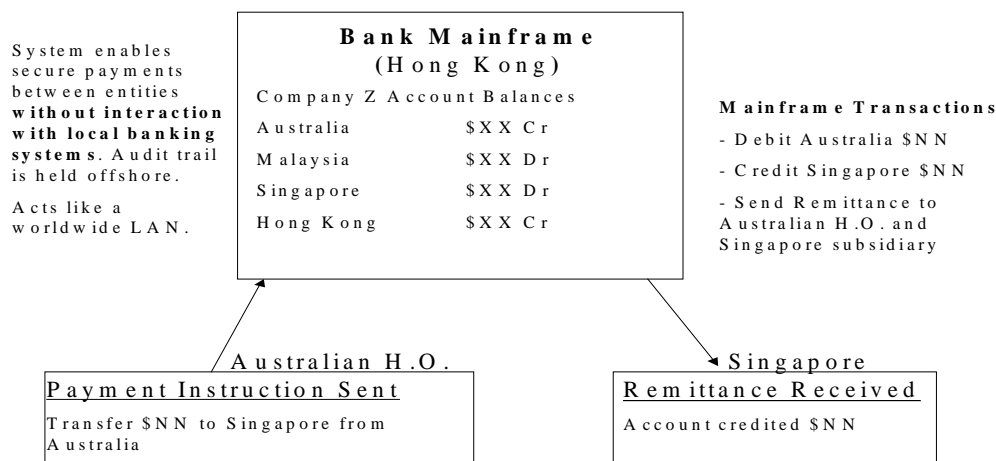 System enables
secure payments
between entities
without interaction
with local banking
systems. Audit trail
is held offshore.
Acts like a
worldwide LAN.
Bank Mainframe
(Hong Kong)
Company Z Account Balances
Australia $XX Cr
Malaysia $XX Dr
Singapore $XX Dr
Hong Kong $XX Cr
Mainframe Transactions
- Debit Australia $NN
- Credit Singapore $NN
- Send Remittance to
Australian H.O. and
Singapore subsidiary
Australian H.O.
Payment Instruction Sent
Transfer $NN to Singapore from
Australia
Singapore
Remittance Received
Account credited $NN